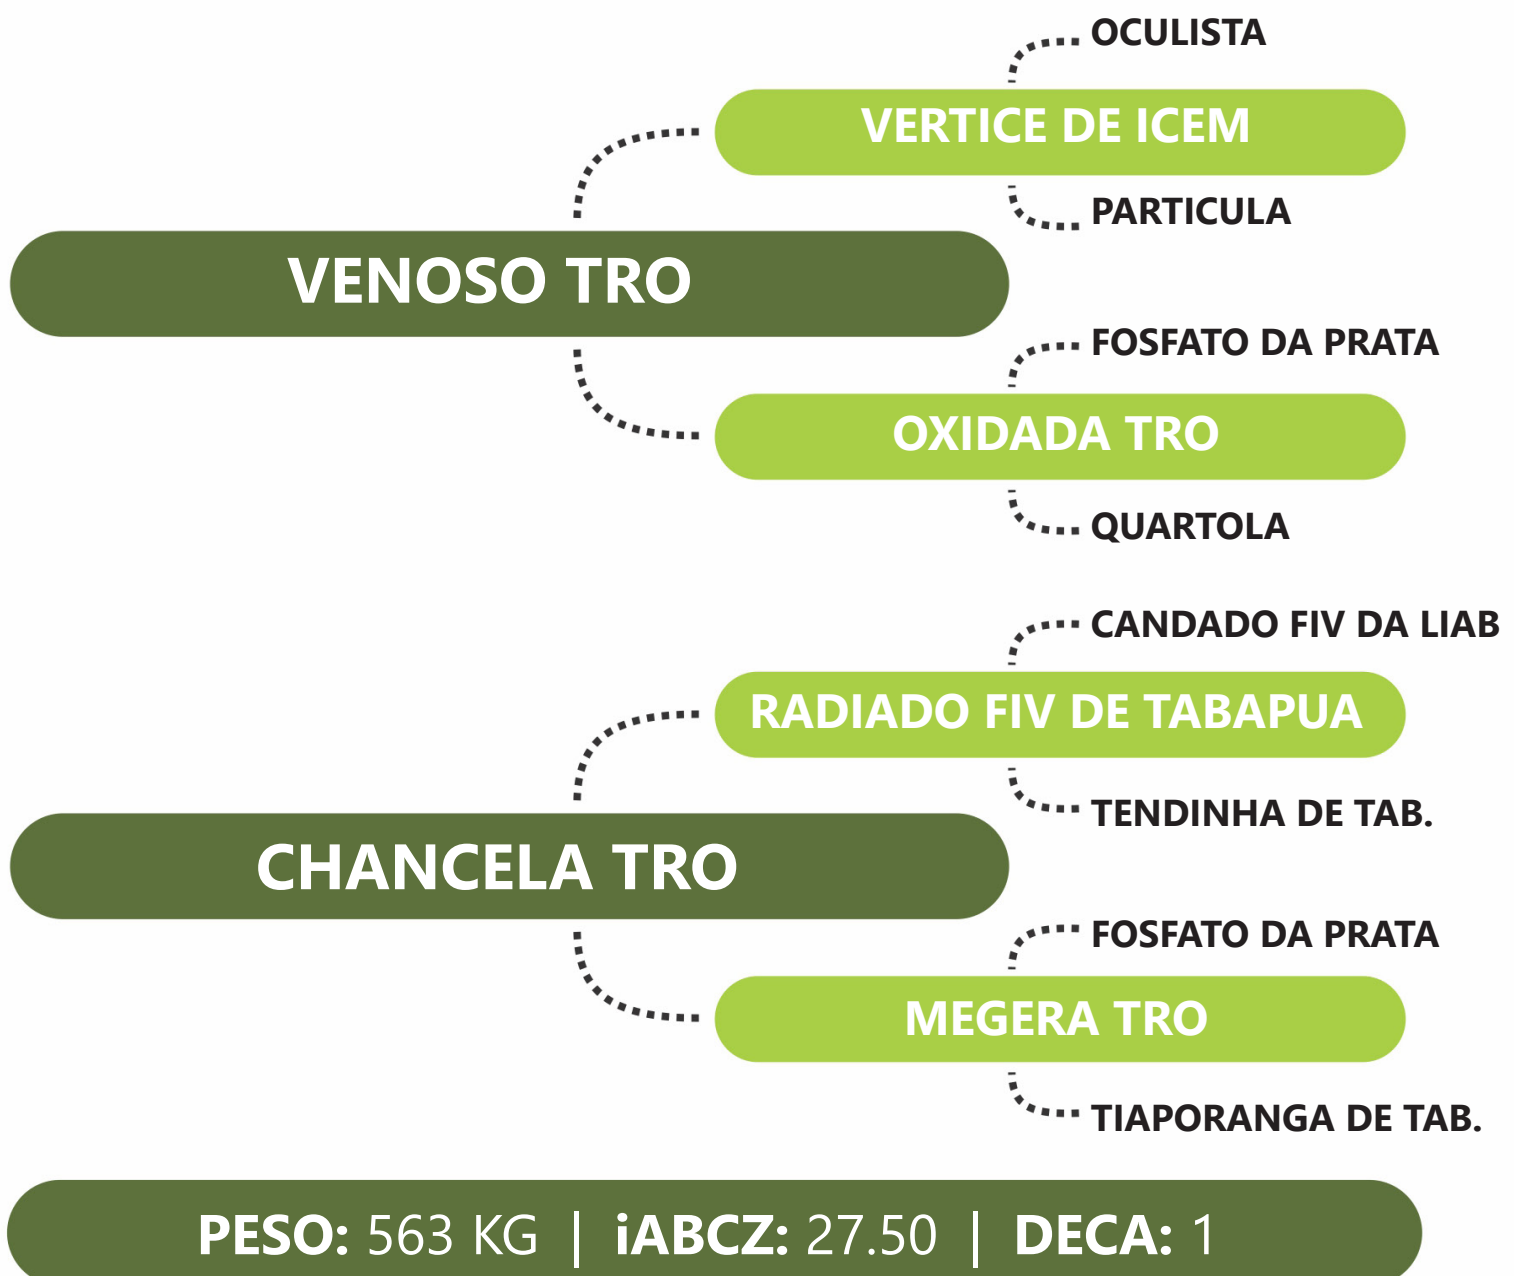 OCULISTA
VERTICE DE ICEM
PARTICULA
VENOSO TRO
FOSFATO DA PRATA
OXIDADA TRO
QUARTOLA
CANDADO FIV DA LIAB
RADIADO FIV DE TABAPUA
TENDINHA DE TAB.
CHANCELA TRO
FOSFATO DA PRATA
MEGERA TRO
TIAPORANGA DE TAB.
PESO: 563 KG | iABCZ: 27.50 | DECA: 1